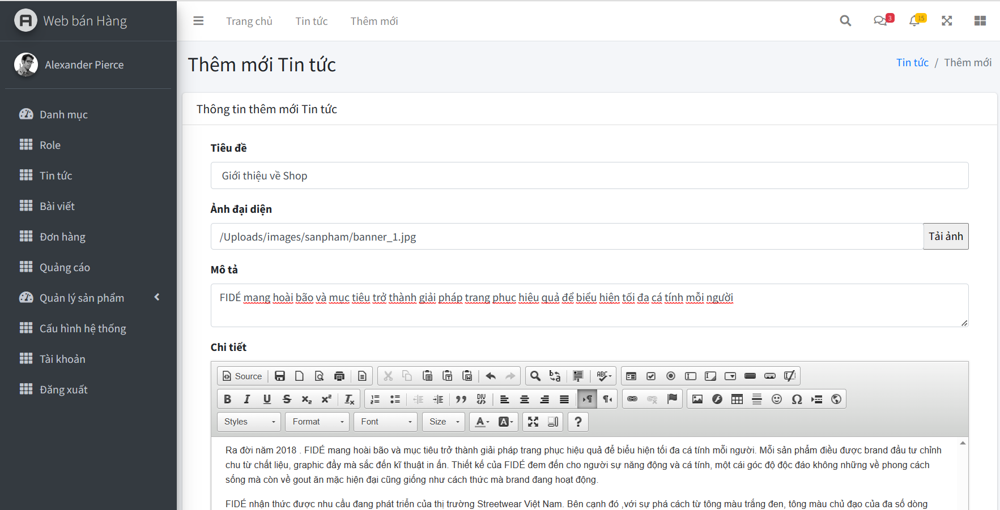 Web bán Hàng
Trang chủ
Tin tức
Thêm mới
3
15
Alexander Pierce
Danh mục
Role
Tin tức
Bài viết
Đơn hàng
Quảng cáo
Quản lý sản phẩm
Cấu hình hệ thống
Tài khoản
Đăng xuất
Thêm mới Tin tức
Tin tức / Thêm mới
Thông tin thêm mới Tin tức
Tiêu đề
Giới thiệu về Shop
Ảnh đại diện
/Uploads/images/sanpham/banner_1.jpg
Tải ảnh
Mô tả
FIDÉ mang hoài bão và mục tiêu trở thành giải pháp trang phục hiệu quả để biểu hiện tối đa cá tính mỗi người
Chi tiết
Source
Styles
Format
Font
Size
Ra đời năm 2018 . FIDÉ mang hoài bão và mục tiêu trở thành giải pháp trang phục hiệu quả để biểu hiện tối đa cá tính mỗi người. Mỗi sản phẩm điều được brand đầu tư chỉnh
chu từ chất liệu, graphic đầy mà sắc đến kĩ thuật in ấn. Thiết kế của FIDÉ đem đến cho người sự năng động và cá tính, một cái góc độ độc đáo không những về phong cách
sống mà còn về gout ăn mặc hiện đại cũng giống như cách thức mà brand đang hoạt động.
FIDÉ nhận thức được nhu cầu đang phát triển của thị trường Streetwear Việt Nam. Bên cạnh đó ,với sự phá cách từ tông màu trắng đen, tông màu chủ đạo của đa số dòng